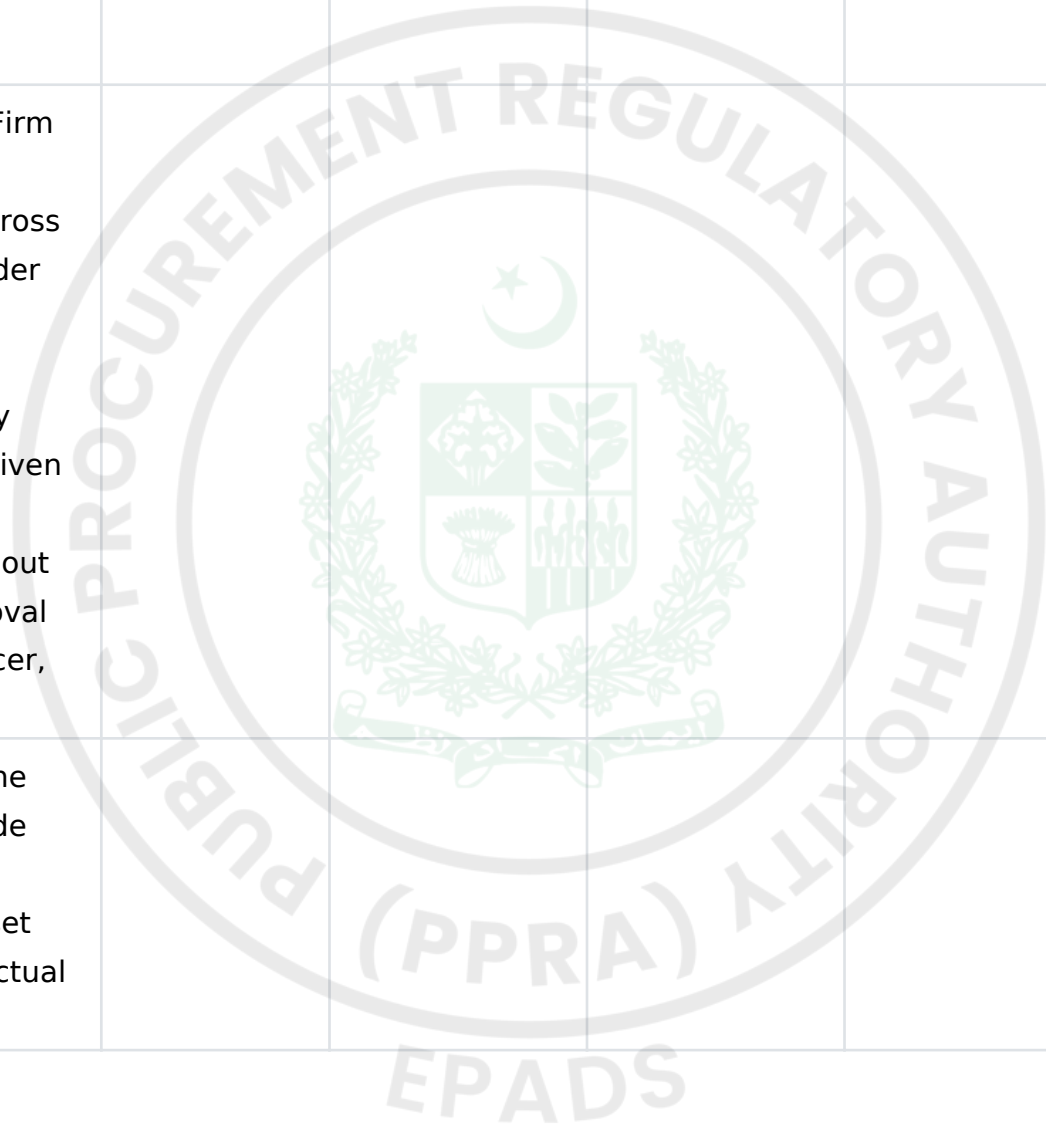 Firm
ross
der
y
iven
out
oval
cer,
ne
de
et
ctual
PUBLIC PROCUREMENT REGULATORY AUTHORITY
(PPRA)
EPADS